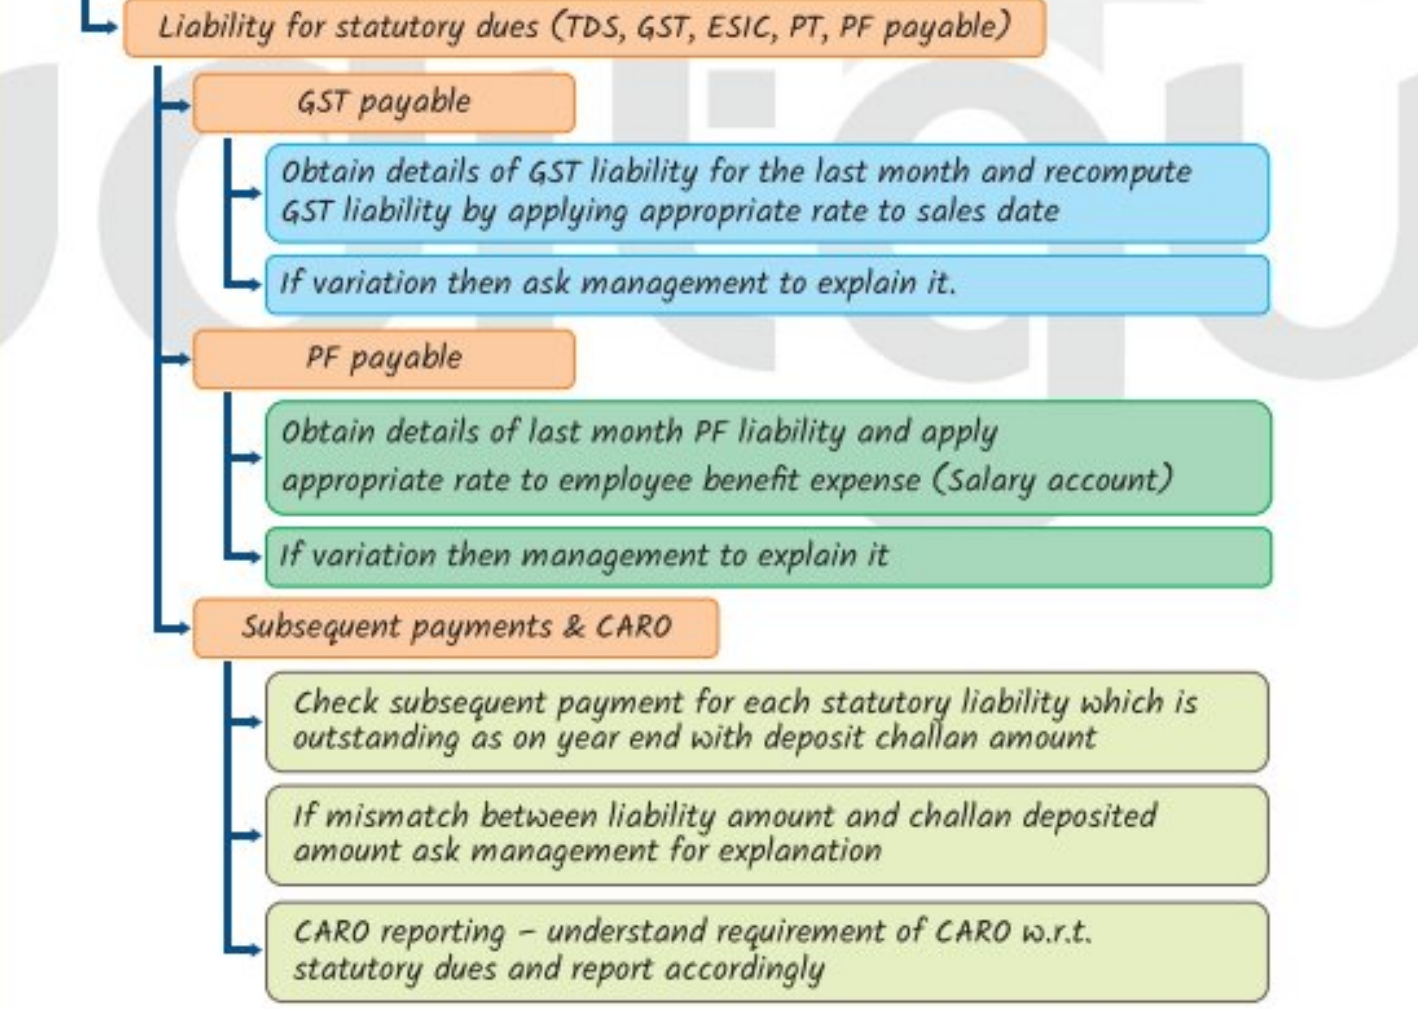 Liability for statutory dues (TDS, GST, ESIC, PT, PF payable)
GST payable
Obtain details of GST liability for the last month and recompute
GST liability by applying appropriate rate to sales date
If variation then ask management to explain it.
PF payable
Obtain details of last month PF liability and apply
appropriate rate to employee benefit expense (Salary account)
If variation then management to explain it
Subsequent payments & CARO
Check subsequent payment for each statutory liability which is
outstanding as on year end with deposit challan amount
If mismatch between liability amount and challan deposited
amount ask management for explanation
CARO reporting – understand requirement of CARO w.r.t.
statutory dues and report accordingly